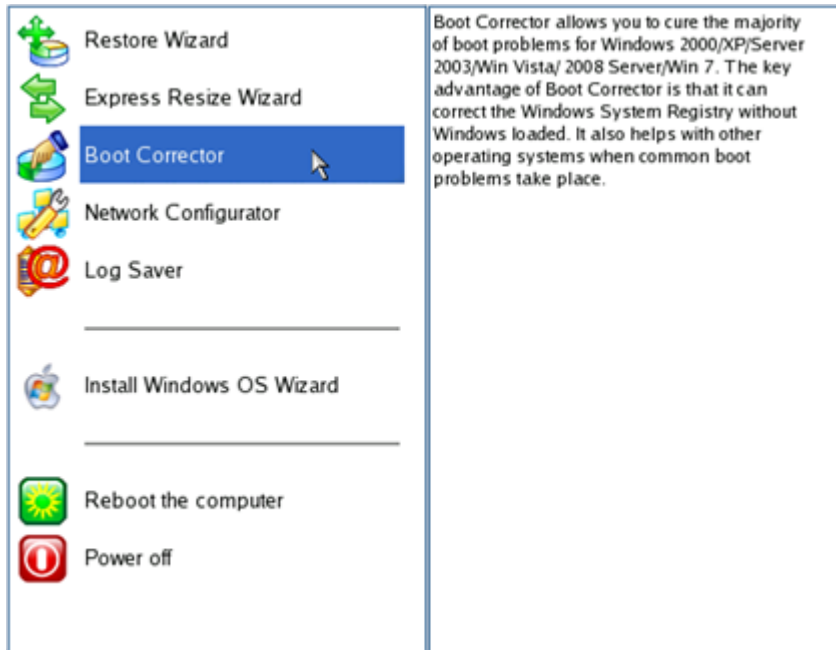 Restore Wizard
Express Resize Wizard
Boot Corrector
Network Configurator
Log Saver
Install Windows OS Wizard
Reboot the computer
Power off
Boot Corrector allows you to cure the majority
of boot problems for Windows 2000/XP/Server
2003/Win Vista/ 2008 Server/Win 7. The key
advantage of Boot Corrector is that it can
correct the Windows System Registry without
Windows loaded. It also helps with other
operating systems when common boot
problems take place.